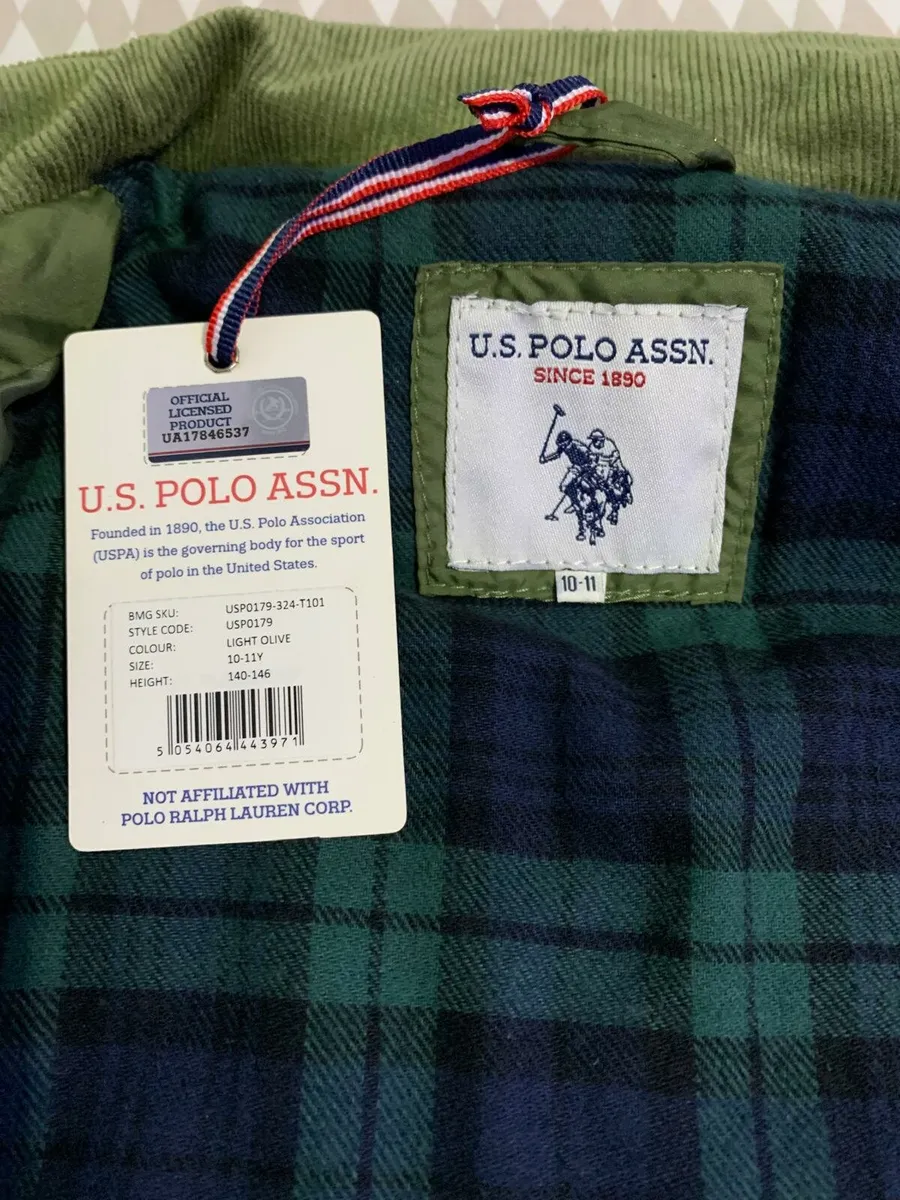 OFFICIAL
LICENSED
PRODUCT
UA17846537
U.S. POLO ASSN.
Founded in 1890, the U.S. Polo Association
(USPA) is the governing body for the sport
of polo in the United States.
BMG SKU: USP0179-324-T101
STYLE CODE: USP0179
COLOUR: LIGHT OLIVE
SIZE: 10-11Y
HEIGHT: 140-146
5 054064 443971
NOT AFFILIATED WITH
POLO RALPH LAUREN CORP.
U.S. POLO ASSN.
SINCE 1890
10-11